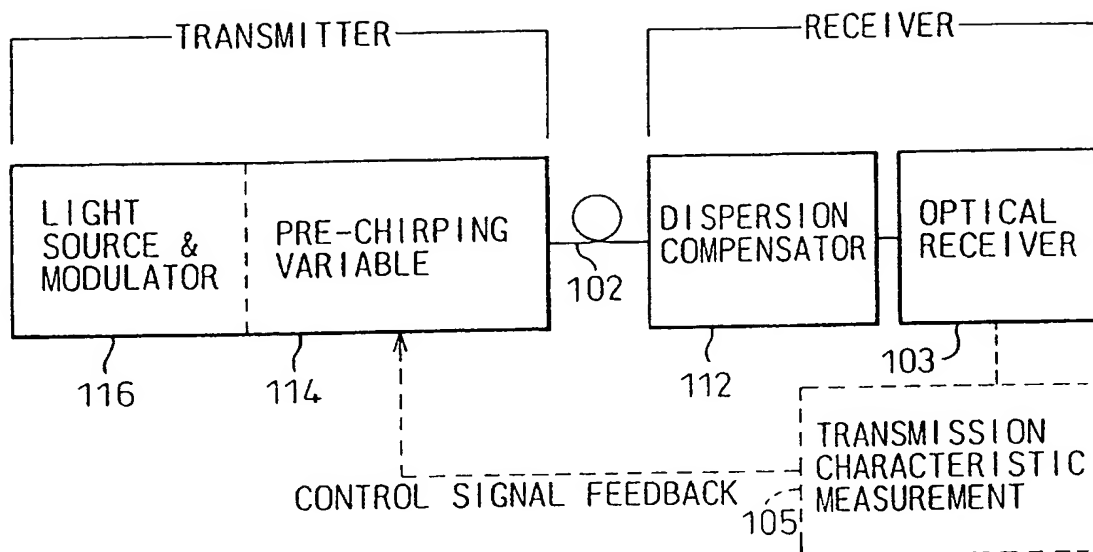 TRANSMITTER
RECEIVER
LIGHT
SOURCE &
MODULATOR
PRE-CHIRPING
VARIABLE
DISPERSION
COMPENSATOR
OPTICAL
RECEIVER
102
116
114
112
103
TRANSMISSION
CHARACTERISTIC
MEASUREMENT
CONTROL SIGNAL FEEDBACK
105